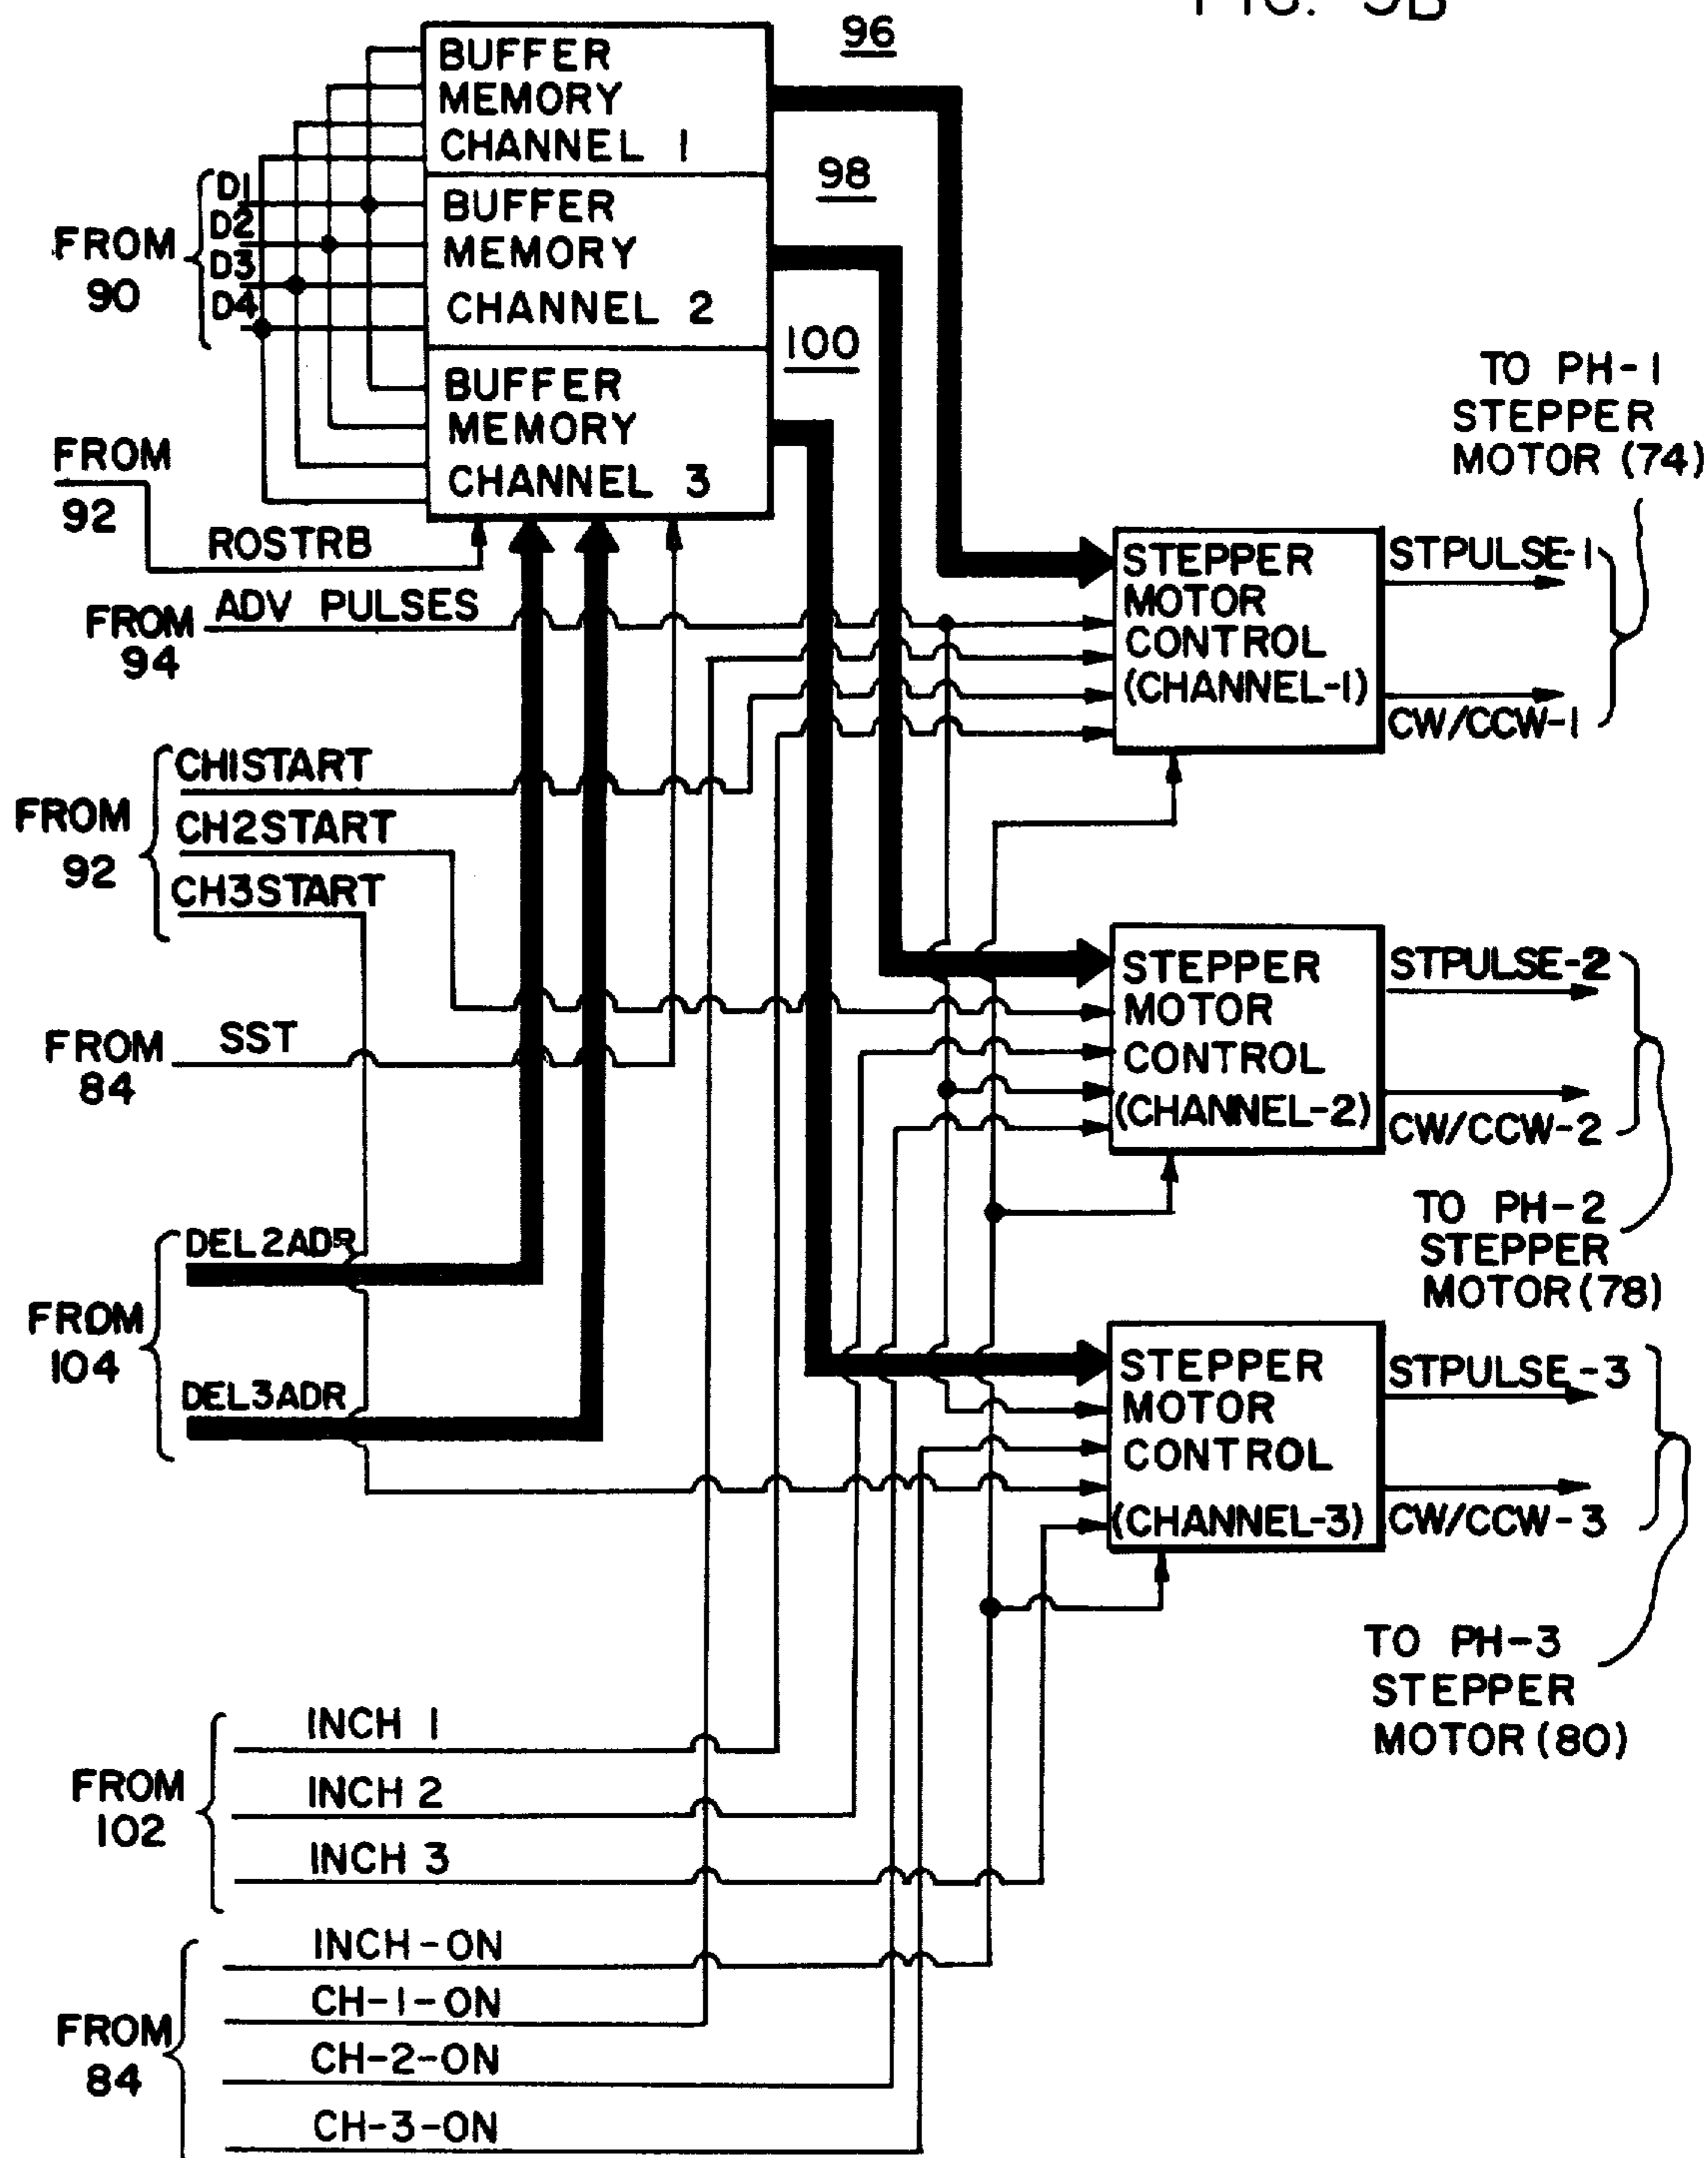 FIG. 5B
96
BUFFER
MEMORY
CHANNEL 1
98
BUFFER
MEMORY
CHANNEL 2
100
BUFFER
MEMORY
CHANNEL 3
D1
D2
D3
D4
FROM
90
FROM
92
ROSTRB
ADV PULSES
FROM
94
TO PH-1
STEPPER
MOTOR (74)
STEPPER
MOTOR
CONTROL
(CHANNEL-1)
STPULSE-1
CW/CCW-1
CH1START
CH2START
CH3START
FROM
92
STEPPER
MOTOR
CONTROL
(CHANNEL-2)
STPULSE-2
CW/CCW-2
SST
FROM
84
TO PH-2
STEPPER
MOTOR (78)
DEL2ADR
FROM
104
DEL3ADR
STEPPER
MOTOR
CONTROL
(CHANNEL-3)
STPULSE-3
CW/CCW-3
TO PH-3
STEPPER
MOTOR (80)
INCH 1
INCH 2
INCH 3
FROM
102
INCH-ON
CH-1-ON
CH-2-ON
CH-3-ON
FROM
84